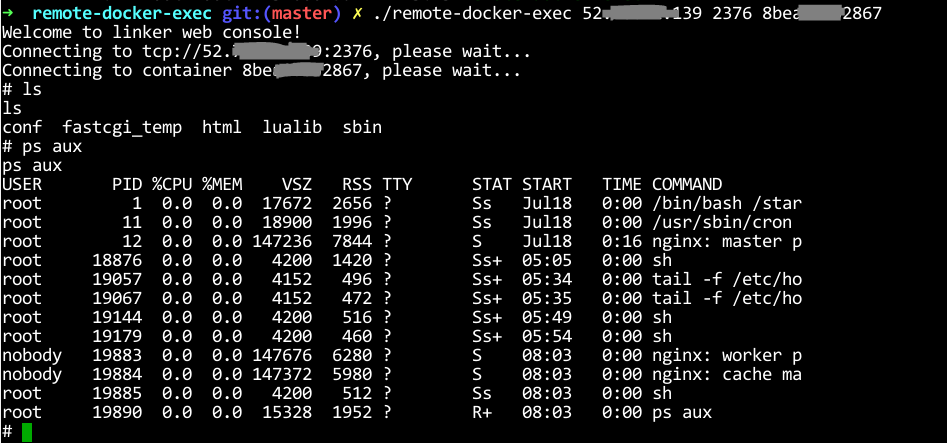 ➜  remote-docker-exec git:(master) ✗ ./remote-docker-exec 52. 139 2376 8bea 2867
Welcome to linker web console!
Connecting to tcp://52. 9:2376, please wait...
Connecting to container 8bea 2867, please wait...
# ls
ls
conf  fastcgi_temp  html  lualib  sbin
# ps aux
ps aux
USER       PID %CPU %MEM    VSZ   RSS TTY      STAT START   TIME COMMAND
root         1  0.0  0.0  17672  2656 ?        Ss   Jul18   0:00 /bin/bash /star
root        11  0.0  0.0  18900  1996 ?        Ss   Jul18   0:00 /usr/sbin/cron
root        12  0.0  0.0 147236  7844 ?        S    Jul18   0:16 nginx: master p
root     18876  0.0  0.0   4200  1420 ?        Ss+  05:05   0:00 sh
root     19057  0.0  0.0   4152   496 ?        Ss+  05:34   0:00 tail -f /etc/ho
root     19067  0.0  0.0   4152   472 ?        Ss+  05:35   0:00 tail -f /etc/ho
root     19144  0.0  0.0   4200   516 ?        Ss+  05:49   0:00 sh
root     19179  0.0  0.0   4200   460 ?        Ss+  05:54   0:00 sh
nobody   19883  0.0  0.0 147676  6280 ?        S    08:03   0:00 nginx: worker p
nobody   19884  0.0  0.0 147372  5980 ?        S    08:03   0:00 nginx: cache ma
root     19885  0.0  0.0   4200   512 ?        Ss   08:03   0:00 sh
root     19890  0.0  0.0  15328  1952 ?        R+   08:03   0:00 ps aux
#